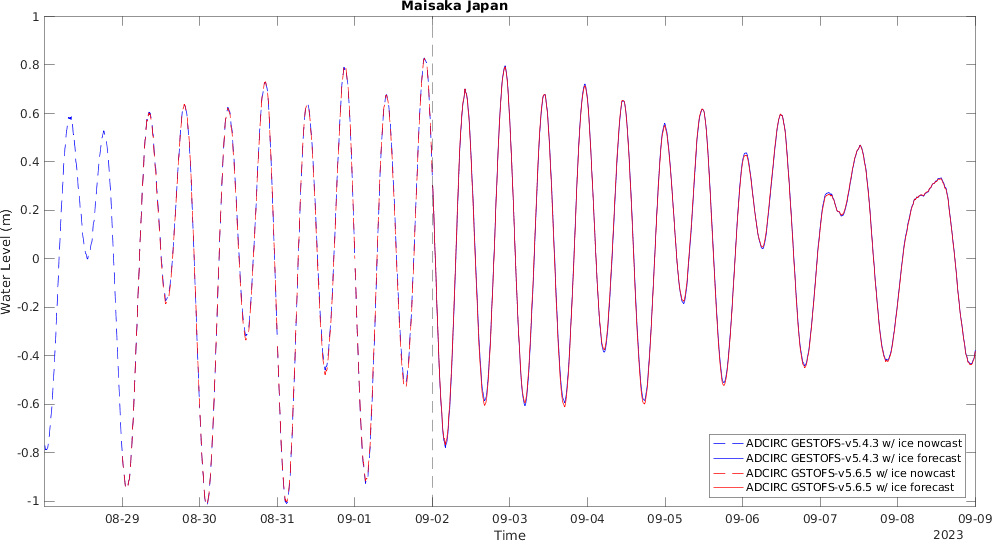 Maisaka Japan
1
0.8
0.6
0.4
0.2
0
-0.2
-0.4
-0.6
-0.8
-1
Water Level (m)
ADCIRC GESTOFS-v5.4.3 w/ ice nowcast
ADCIRC GESTOFS-v5.4.3 w/ ice forecast
ADCIRC GSTOFS-v5.6.5 w/ ice nowcast
ADCIRC GSTOFS-v5.6.5 w/ ice forecast
08-29 08-30 08-31 09-01 09-02 09-03 09-04 09-05 09-06 09-07 09-08 09-09
Time
2023